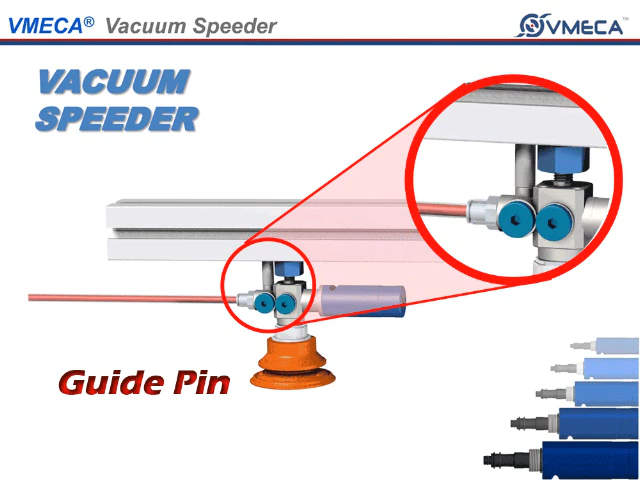 VMECA® Vacuum Speeder
VMECA™
VACUUM
SPEEDER
Guide Pin